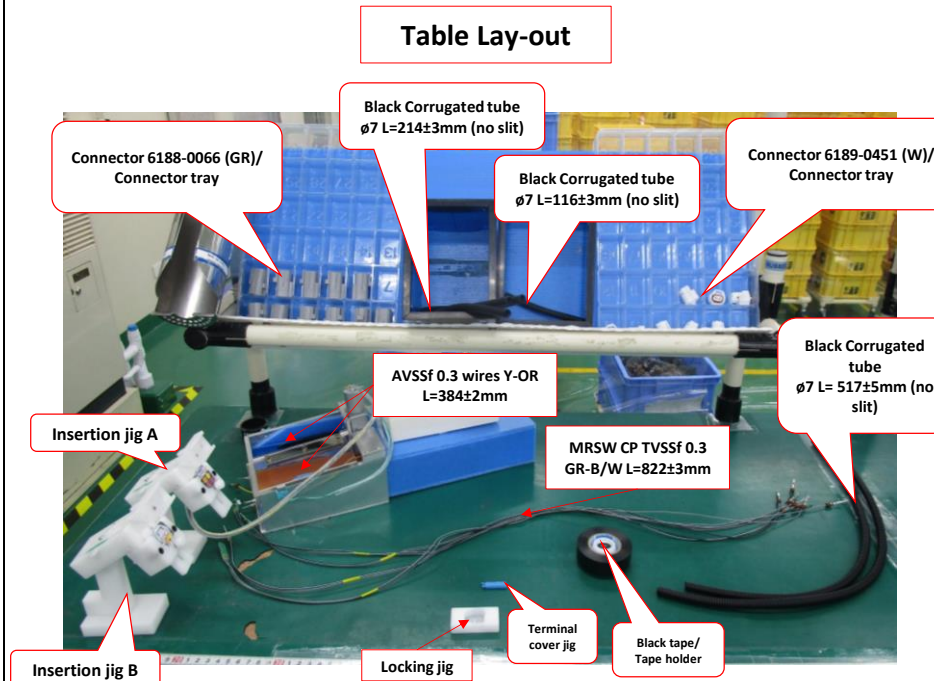 Table Lay-out
Black Corrugated tube
ø7 L=214±3mm (no slit)
Connector 6188-0066 (GR)/
Connector tray
Black Corrugated tube
ø7 L=116±3mm (no slit)
Connector 6189-0451 (W)/
Connector tray
Black Corrugated
tube
ø7 L= 517±5mm (no
slit)
AVSSf 0.3 wires Y-OR
L=384±2mm
Insertion jig A
MRSW CP TVSSf 0.3
GR-B/W L=822±3mm
Insertion jig B
Locking jig
Terminal
cover jig
Black tape/
Tape holder
13
7